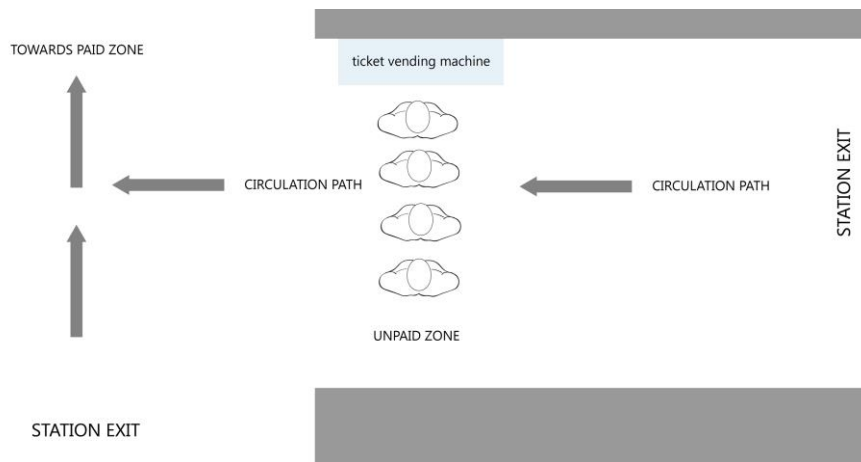 TOWARDS PAID ZONE
ticket vending machine
CIRCULATION PATH
CIRCULATION PATH
STATION EXIT
UNPAID ZONE
STATION EXIT